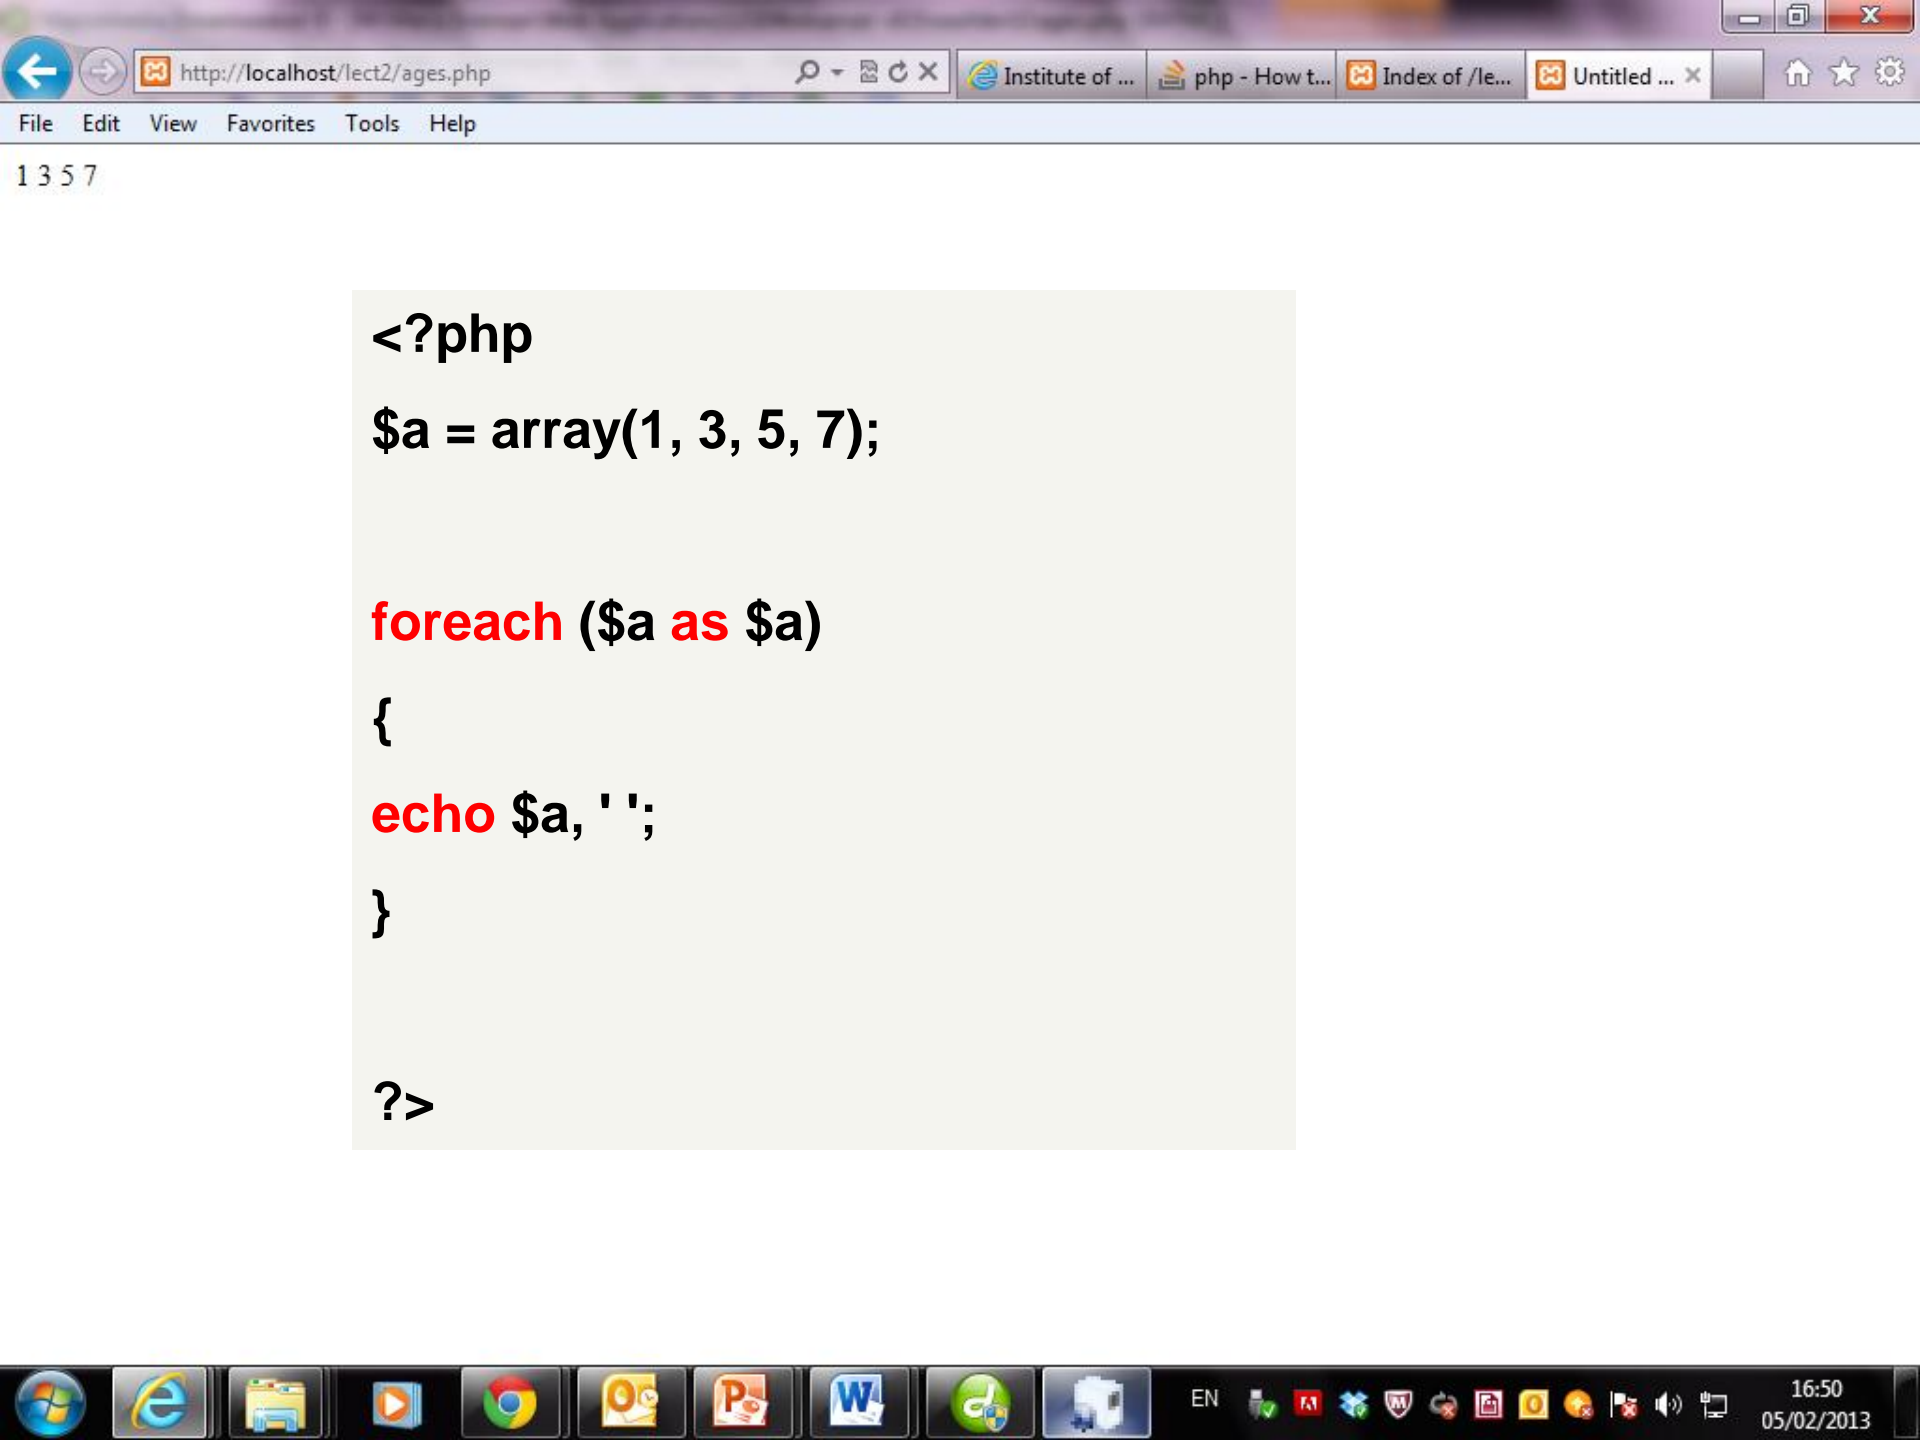 http://localhost/lect2/ages.php
Institute of ...
php - How t...
Index of /le...
Untitled ...
File Edit View Favorites Tools Help
1 3 5 7
<?php
$a = array(1, 3, 5, 7);
foreach ($a as $a)
{
echo $a, ' ';
}
?>
EN
16:50
05/02/2013